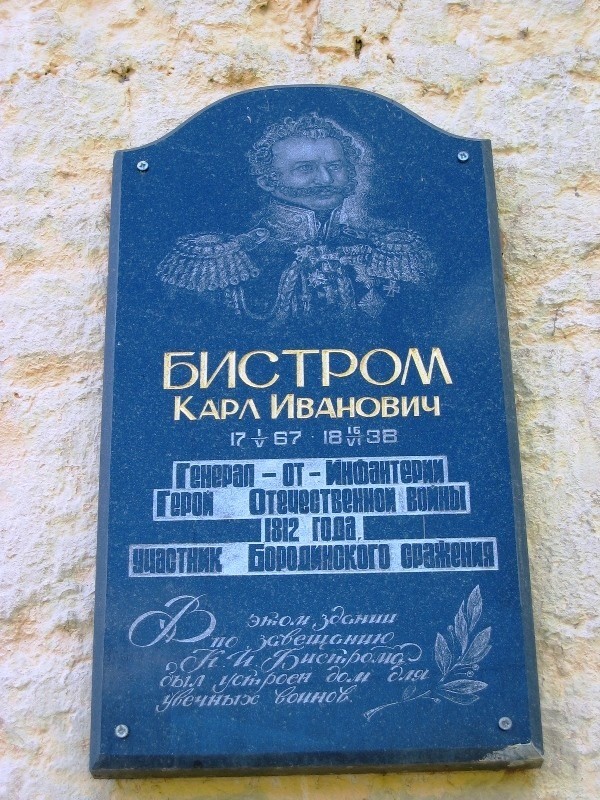 БИСТРОМ
КАРЛ ИВАНОВИЧ
17 I/V 67 · 18 16/VI 38
Генерал – от – Инфантерии
Герой Отечественной войны
1812 года,
участник Бородинского сражения
В этом здании
по завещанию
К. И. Бистрома
был устроен дом для
увечных воинов.